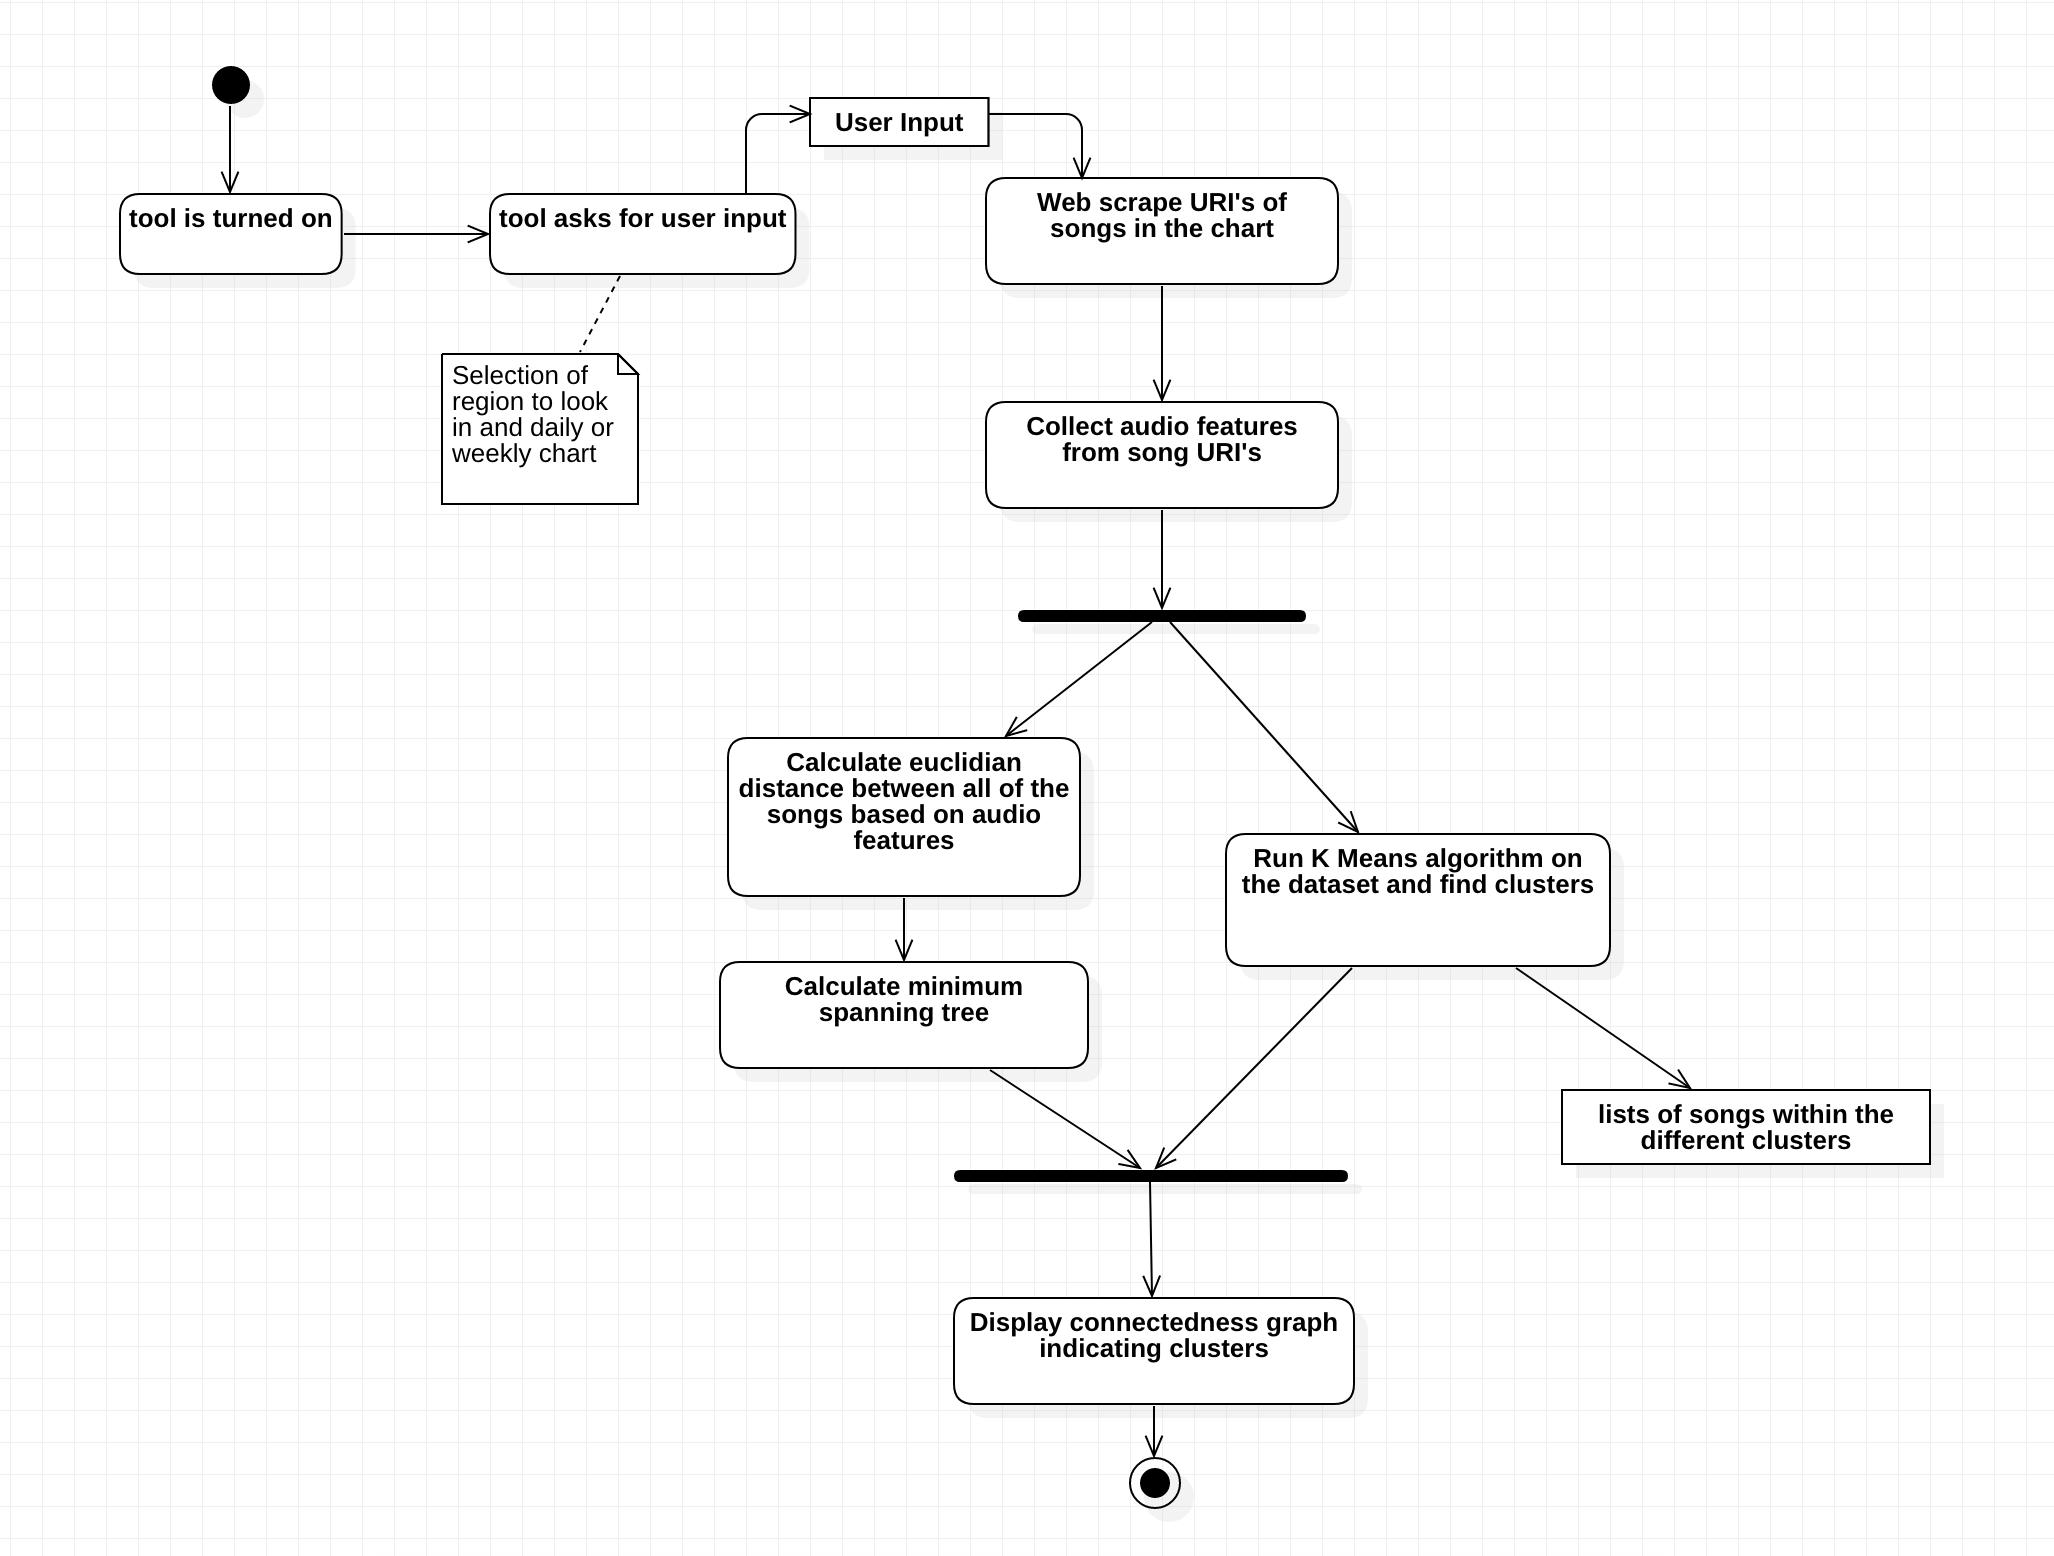 User Input
tool is turned on
tool asks for user input
Web scrape URI's of
songs in the chart
Selection of
region to look
in and daily or
weekly chart
Collect audio features
from song URI's
Calculate euclidian
distance between all of the
songs based on audio
features
Run K Means algorithm on
the dataset and find clusters
Calculate minimum
spanning tree
lists of songs within the
different clusters
Display connectedness graph
indicating clusters